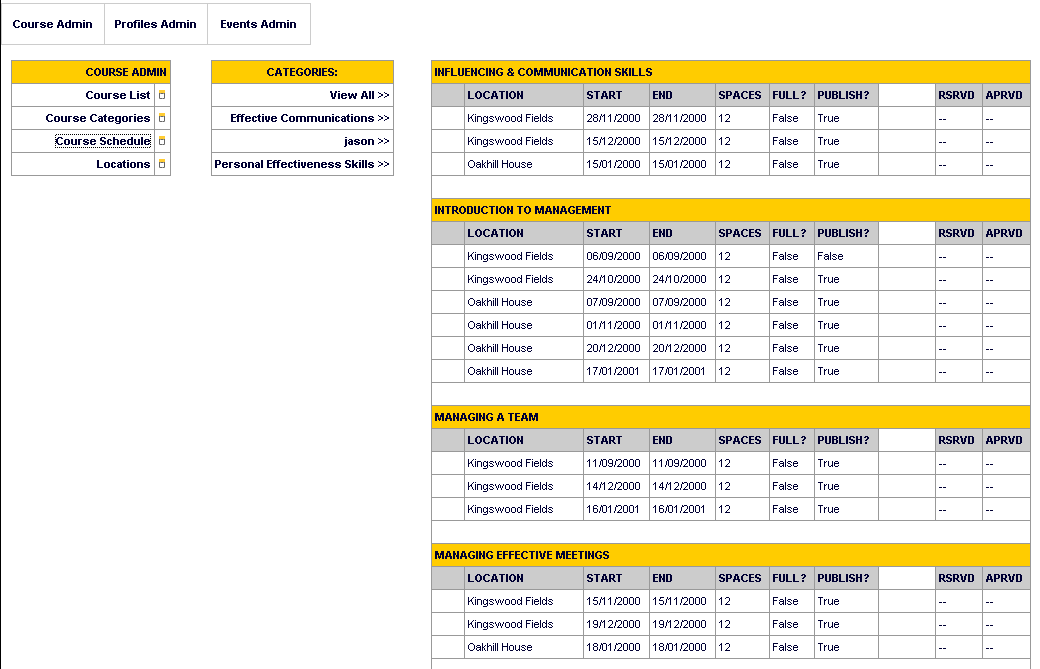 Course Admin Profiles Admin Events Admin
COURSE ADMIN
Course List
Course Categories
Course Schedule
Locations
CATEGORIES:
View All >>
Effective Communications >>
jason >>
Personal Effectiveness Skills >>
INFLUENCING & COMMUNICATION SKILLS
LOCATION START END SPACES FULL? PUBLISH? RSRVD APRVD
Kingswood Fields 28/11/2000 28/11/2000 12 False True -- --
Kingswood Fields 15/12/2000 15/12/2000 12 False True -- --
Oakhill House 15/01/2000 15/01/2000 12 False True -- --
INTRODUCTION TO MANAGEMENT
LOCATION START END SPACES FULL? PUBLISH? RSRVD APRVD
Kingswood Fields 06/09/2000 06/09/2000 12 False False -- --
Kingswood Fields 24/10/2000 24/10/2000 12 False True -- --
Oakhill House 07/09/2000 07/09/2000 12 False True -- --
Oakhill House 01/11/2000 01/11/2000 12 False True -- --
Oakhill House 20/12/2000 20/12/2000 12 False True -- --
Oakhill House 17/01/2001 17/01/2001 12 False True -- --
MANAGING A TEAM
LOCATION START END SPACES FULL? PUBLISH? RSRVD APRVD
Kingswood Fields 11/09/2000 11/09/2000 12 False True -- --
Kingswood Fields 14/12/2000 14/12/2000 12 False True -- --
Kingswood Fields 16/01/2001 16/01/2001 12 False True -- --
MANAGING EFFECTIVE MEETINGS
LOCATION START END SPACES FULL? PUBLISH? RSRVD APRVD
Kingswood Fields 15/11/2000 15/11/2000 12 False True -- --
Kingswood Fields 19/12/2000 19/12/2000 12 False True -- --
Oakhill House 18/01/2000 18/01/2000 12 False True -- --